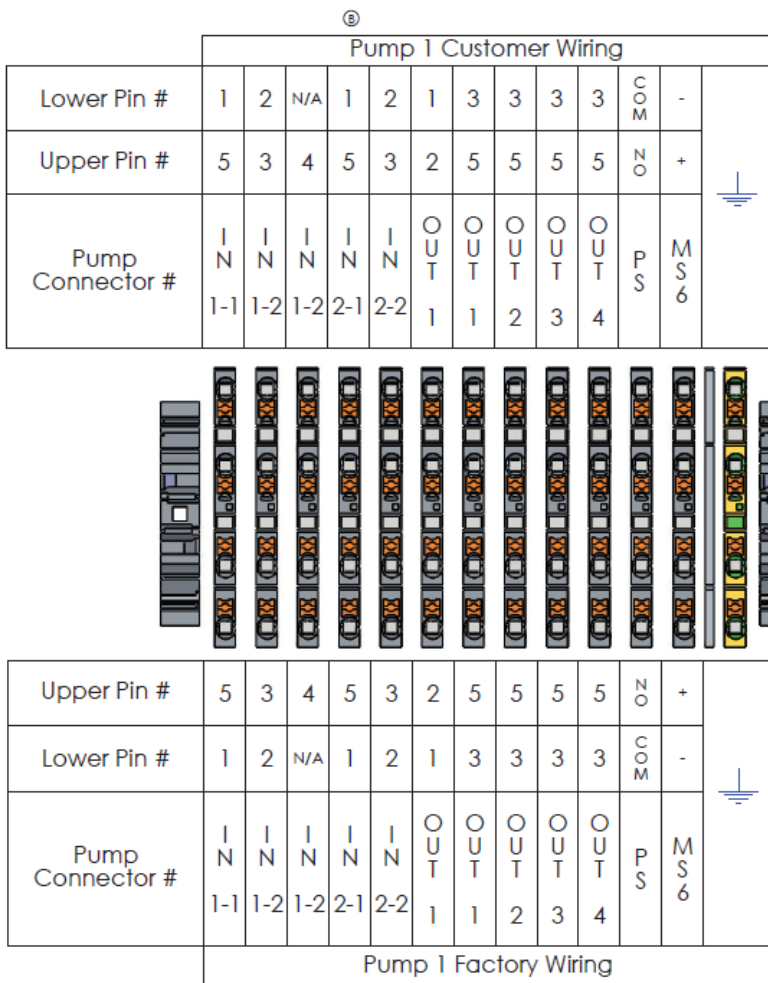 Ⓑ
Pump 1 Customer Wiring
Lower Pin # 1 2 N/A 1 2 1 3 3 3 3 COM -
Upper Pin # 5 3 4 5 3 2 5 5 5 5 NO +
Pump Connector # IN 1-1 IN 1-2 IN 1-2 IN 2-1 IN 2-2 OUT 1 OUT 1 OUT 2 OUT 3 OUT 4 PS MS6
Upper Pin # 5 3 4 5 3 2 5 5 5 5 NO +
Lower Pin # 1 2 N/A 1 2 1 3 3 3 3 COM -
Pump Connector # IN 1-1 IN 1-2 IN 1-2 IN 2-1 IN 2-2 OUT 1 OUT 1 OUT 2 OUT 3 OUT 4 PS MS6
Pump 1 Factory Wiring